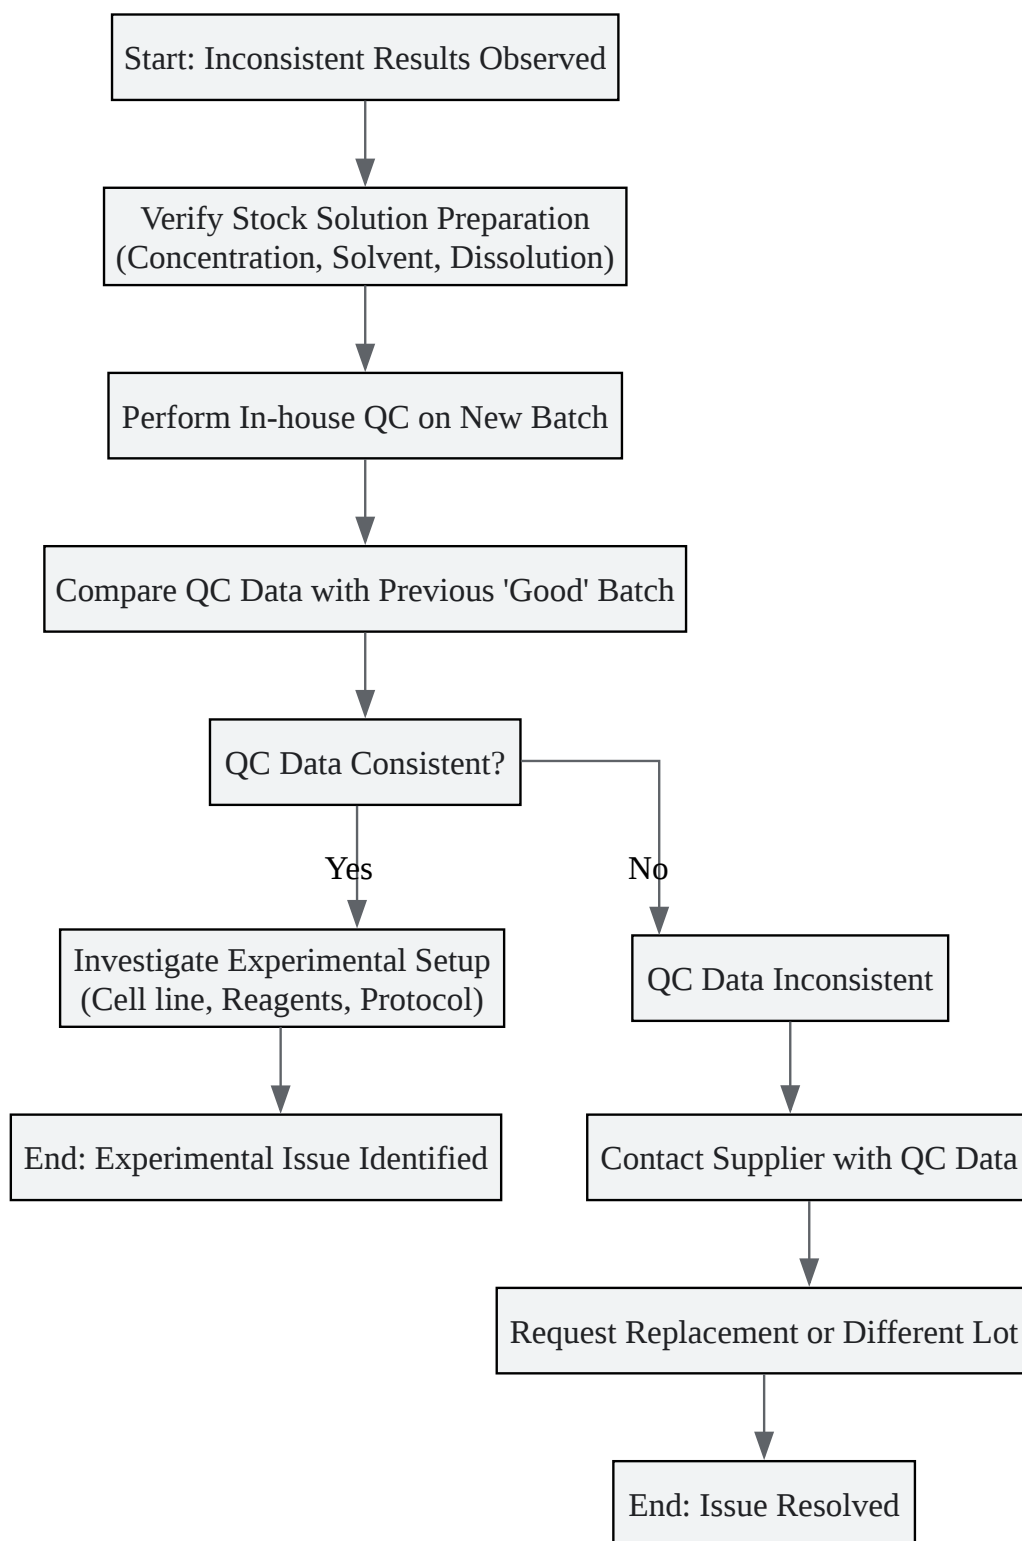 Start: Inconsistent Results Observed
Verify Stock Solution Preparation
(Concentration, Solvent, Dissolution)
Perform In-house QC on New Batch
Compare QC Data with Previous 'Good' Batch
QC Data Consistent?
Yes
No
Investigate Experimental Setup
(Cell line, Reagents, Protocol)
QC Data Inconsistent
End: Experimental Issue Identified
Contact Supplier with QC Data
Request Replacement or Different Lot
End: Issue Resolved